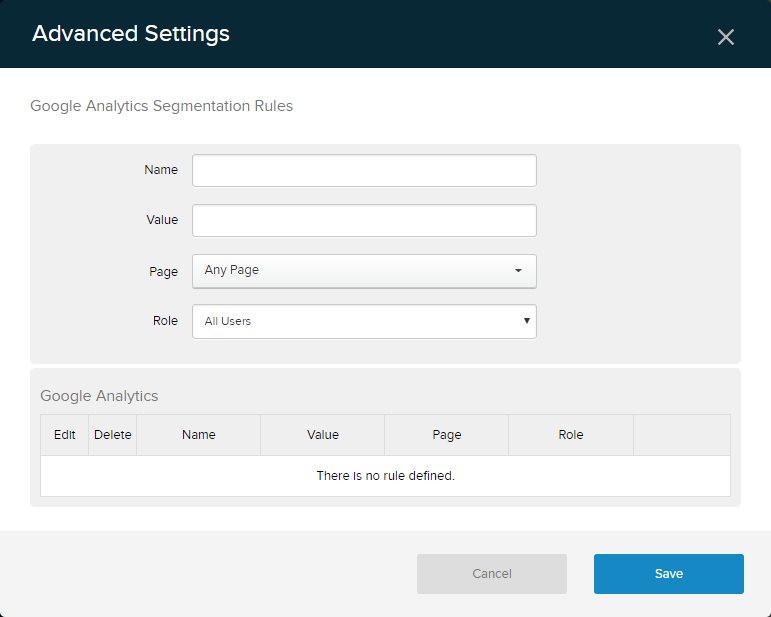 Advanced Settings
Google Analytics Segmentation Rules
Name
Value
Page Any Page
Role All Users
Google Analytics
Edit Delete Name Value Page Role
There is no rule defined.
Cancel Save